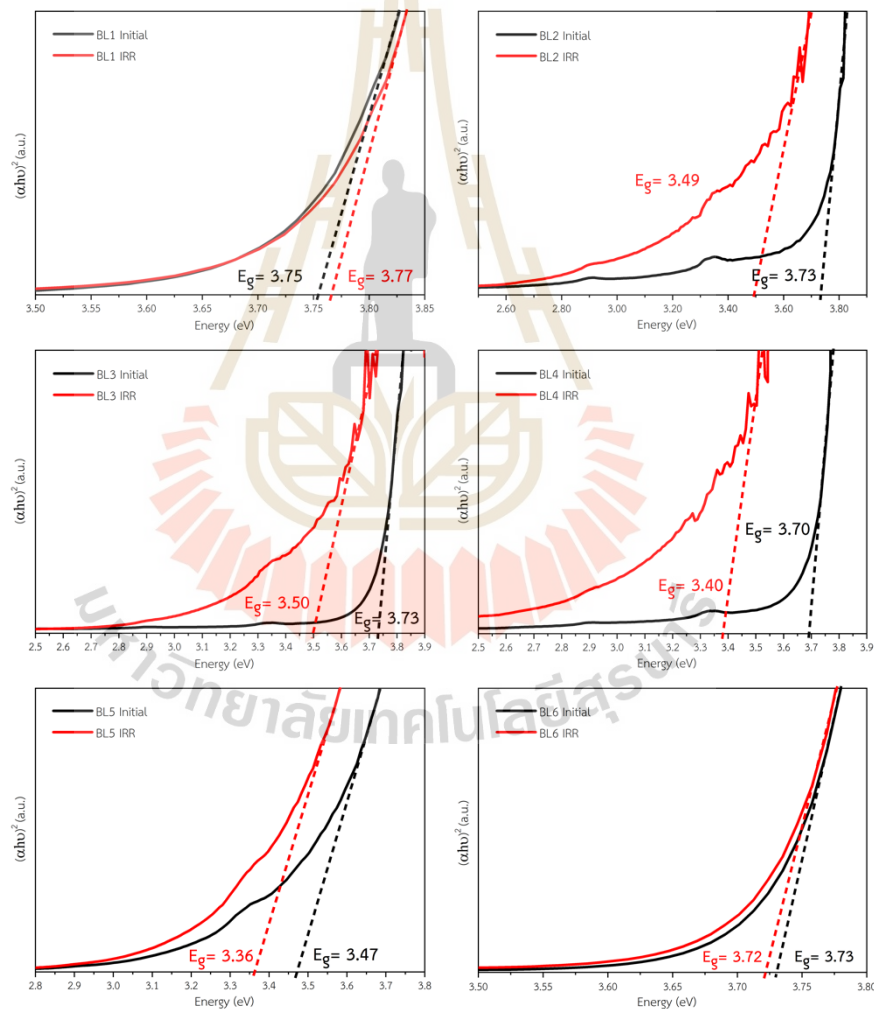 BL1 Initial
BL1 IRR
(αhυ)² (a.u.)
Eg= 3.75
Eg= 3.77
3.50 3.55 3.60 3.65 3.70 3.75 3.80 3.85
Energy (eV)
BL2 Initial
BL2 IRR
(αhυ)² (a.u.)
Eg= 3.49
Eg= 3.73
2.80 3.00 3.20 3.40 3.60 3.80
Energy (eV)
BL3 Initial
BL3 IRR
(αhυ)² (a.u.)
Eg= 3.50
Eg= 3.73
2.5 2.6 2.7 2.8 2.9 3.0 3.1 3.2 3.3 3.4 3.5 3.6 3.7 3.8 3.9
Energy (eV)
BL4 Initial
BL4 IRR
(αhυ)² (a.u.)
Eg= 3.70
Eg= 3.40
2.5 2.6 2.7 2.8 2.9 3.0 3.1 3.2 3.3 3.4 3.5 3.6 3.7 3.8 3.9
Energy (eV)
มหาวิทยาลัยเทคโนโลยีสุรนารี
BL5 Initial
BL5 IRR
(αhυ)² (a.u.)
Eg= 3.36
Eg= 3.47
2.8 2.9 3.0 3.1 3.2 3.3 3.4 3.5 3.6 3.7 3.8
Energy (eV)
BL6 Initial
BL6 IRR
(αhυ)² (a.u.)
Eg= 3.72
Eg= 3.73
3.50 3.55 3.60 3.65 3.70 3.75 3.80
Energy (eV)